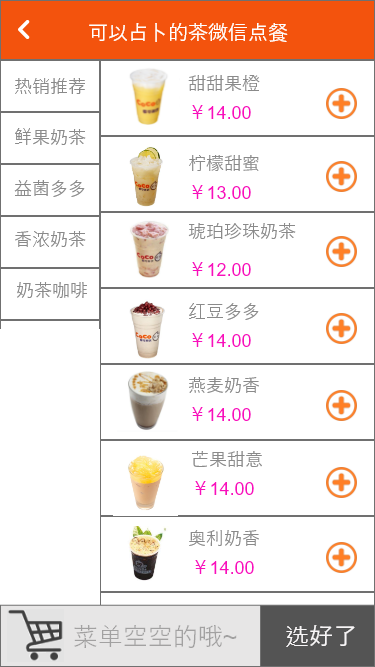 可以占卜的茶微信点餐
热销推荐
鲜果奶茶
益菌多多
香浓奶茶
奶茶咖啡
甜甜果橙
￥14.00
柠檬甜蜜
￥13.00
琥珀珍珠奶茶
￥12.00
红豆多多
￥14.00
燕麦奶香
￥14.00
芒果甜意
￥14.00
奥利奶香
￥14.00
菜单空空的哦~
选好了